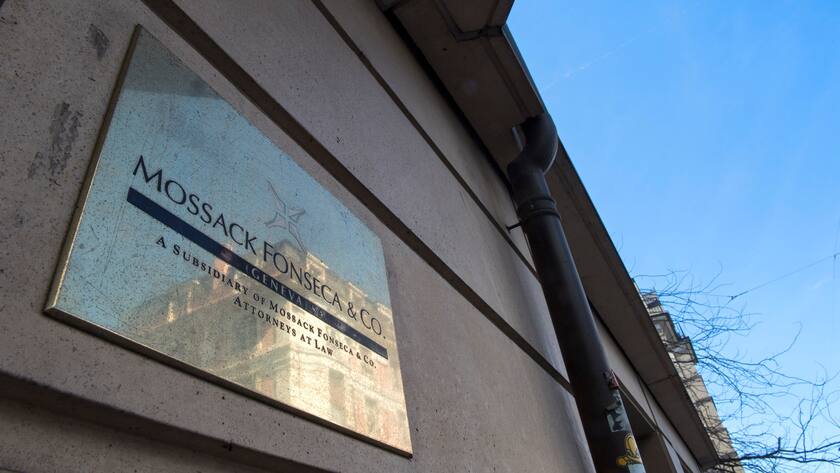 MOSSACK FONSECA & CO.
(GENEVA)
A SUBSIDIARY OF MOSSACK FONSECA & CO.
ATTORNEYS AT LAW